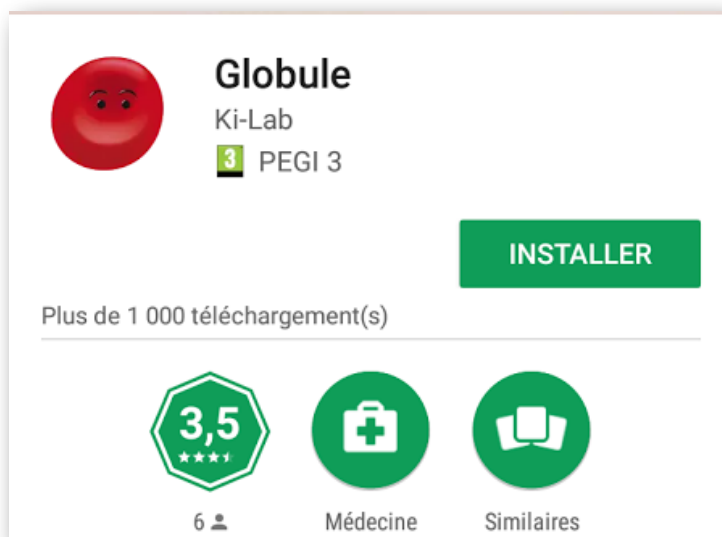 Globule
Ki-Lab
3 PEGI 3
INSTALLER
Plus de 1 000 téléchargement(s)
3,5
6
Médecine
Similaires